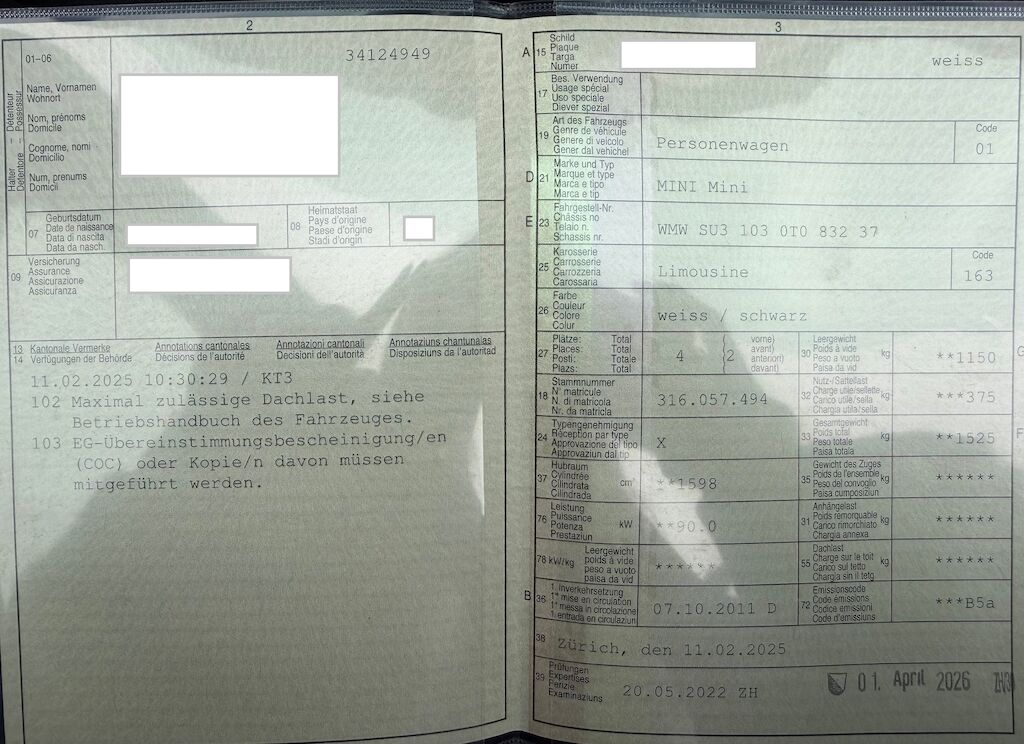 2
01-06
34124949
Halter – Détenteur
Detentore – Possessur
Name, Vornamen
Wohnort
Nom, prénoms
Domicile
Cognome, nomi
Domicilio
Num, prenums
Domicil
07
Geburtsdatum
Date de naissance
Data di nascita
Data da nasch.
08
Heimatstaat
Pays d'origine
Paese d'origine
Stadi d'origin
09
Versicherung
Assurance
Assicurazione
Assicuranza
13 Kantonale Vermerke Annotations cantonales Annotazioni cantonali Annotaziuns chantunalas
14 Verfügungen der Behörde Décisions de l'autorité Decisioni dell'autorità Disposiziuns da l'autoritad
11.02.2025 10:30:29 / KT3
102 Maximal zulässige Dachlast, siehe
Betriebshandbuch des Fahrzeuges.
103 EG-Übereinstimmungsbescheinigung/en
(COC) oder Kopie/n davon müssen
mitgeführt werden.
3
A 15
Schild
Plaque
Targa
Numer
weiss
17
Bes. Verwendung
Usage spécial
Uso speciale
Diever spezial
19
Art des Fahrzeugs
Genre de véhicule
Genere di veicolo
Gener dal vehichel
Personenwagen
Code
01
D 21
Marke und Typ
Marque et type
Marca e tipo
Marca e tip
MINI Mini
E 23
Fahrgestell-Nr.
Châssis no
Telaio n.
Schassis nr.
WMW SU3 103 0T0 832 37
25
Karosserie
Carrosserie
Carrozzeria
Carossaria
Limousine
Code
163
26
Farbe
Couleur
Colore
Colur
weiss / schwarz
27
Plätze: Total
Places: Total
Posti: Totale
Plazs: Total
4
(2
vorne)
avant)
anteriori)
davant)
30
Leergewicht
Poids à vide
Peso a vuoto
Paisa da vid
kg
**1150
G
18
Stammnummer
N° matricule
N. di matricola
Nr. da matricla
316.057.494
32
Nutz-/Sattellast
Charge utile/sellette
Carico utile/sella
Chargia utila/sella
kg
***375
24
Typengenehmigung
Réception par type
Approvazione del tipo
Approvaziun dal tip
X
33
Gesamtgewicht
Poids total
Peso totale
Paisa totala
kg
**1525
F
37
Hubraum
Cylindrée
Cilindrata
Cilindrada
cm³
**1598
35
Gewicht des Zuges
Poids de l'ensemble
Peso del convoglio
Paisa cumposiziun
kg
******
76
Leistung
Puissance
Potenza
Prestaziun
kW
**90.0
31
Anhängelast
Poids remorquable
Carico rimorchiato
Chargia annexa
kg
******
78 kW/kg
Leergewicht
poids à vide
peso a vuoto
paisa da vid
******
55
Dachlast
Charge sur le toit
Carico sul tetto
Chargia sin il tetg
kg
******
B 36
1. Inverkehrsetzung
1re mise en circulation
1a messa in circolazione
1. entrada en circulaziun
07.10.2011 D
72
Emissionscode
Code émissions
Codice emissioni
Code d'emissiuns
***B5a
38
Zürich, den 11.02.2025
39
Prüfungen
Expertises
Perizie
Examinaziuns
20.05.2022 ZH
01. April 2026